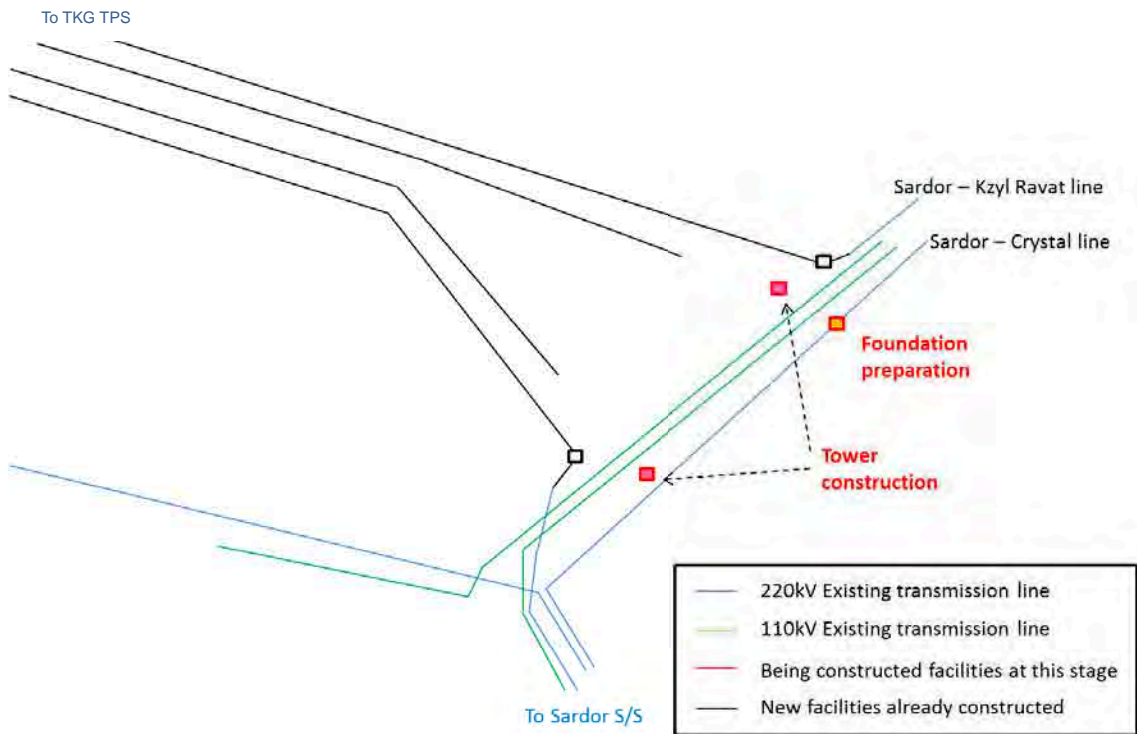 To TKG TPS
Sardor – Kzyl Ravat line
Sardor – Crystal line
Foundation
preparation
Tower
construction
220kV Existing transmission line
110kV Existing transmission line
Being constructed facilities at this stage
New facilities already constructed
To Sardor S/S